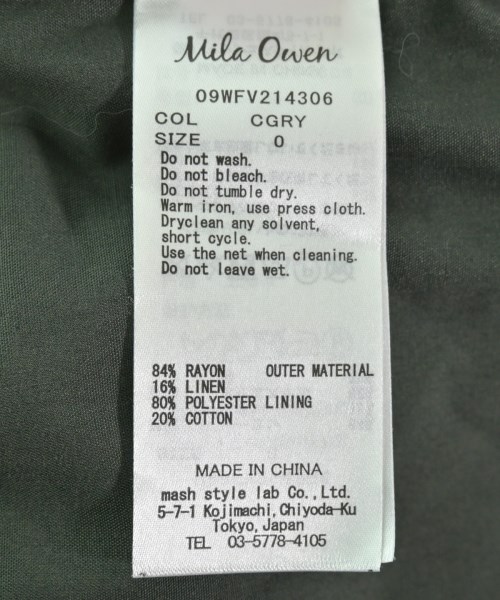 Mila Owen
09WFV214306
COL CGRY
SIZE 0
Do not wash.
Do not bleach.
Do not tumble dry.
Warm iron, use press cloth.
Dryclean any solvent,
short cycle.
Use the net when cleaning.
Do not leave wet.
84% RAYON OUTER MATERIAL
16% LINEN
80% POLYESTER LINING
20% COTTON
MADE IN CHINA
mash style lab Co.,Ltd.
5-7-1 Kojimachi,Chiyoda-Ku
Tokyo,Japan
TEL 03-5778-4105